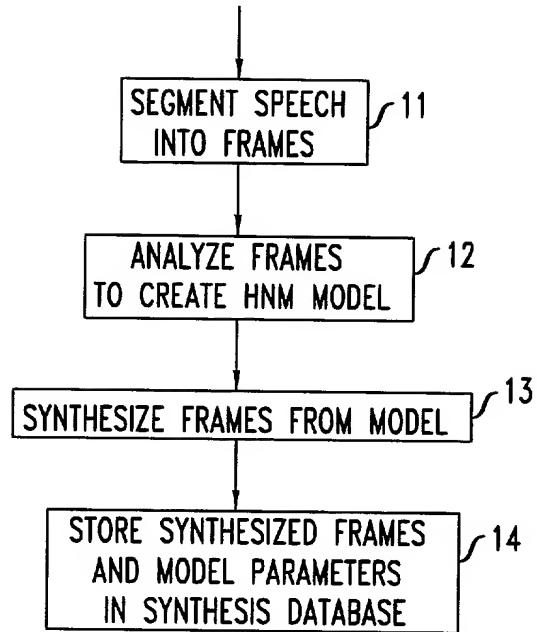 SEGMENT SPEECH
INTO FRAMES
11
ANALYZE FRAMES
TO CREATE HNM MODEL
12
SYNTHESIZE FRAMES FROM MODEL
13
STORE SYNTHESIZED FRAMES
AND MODEL PARAMETERS
IN SYNTHESIS DATABASE
14